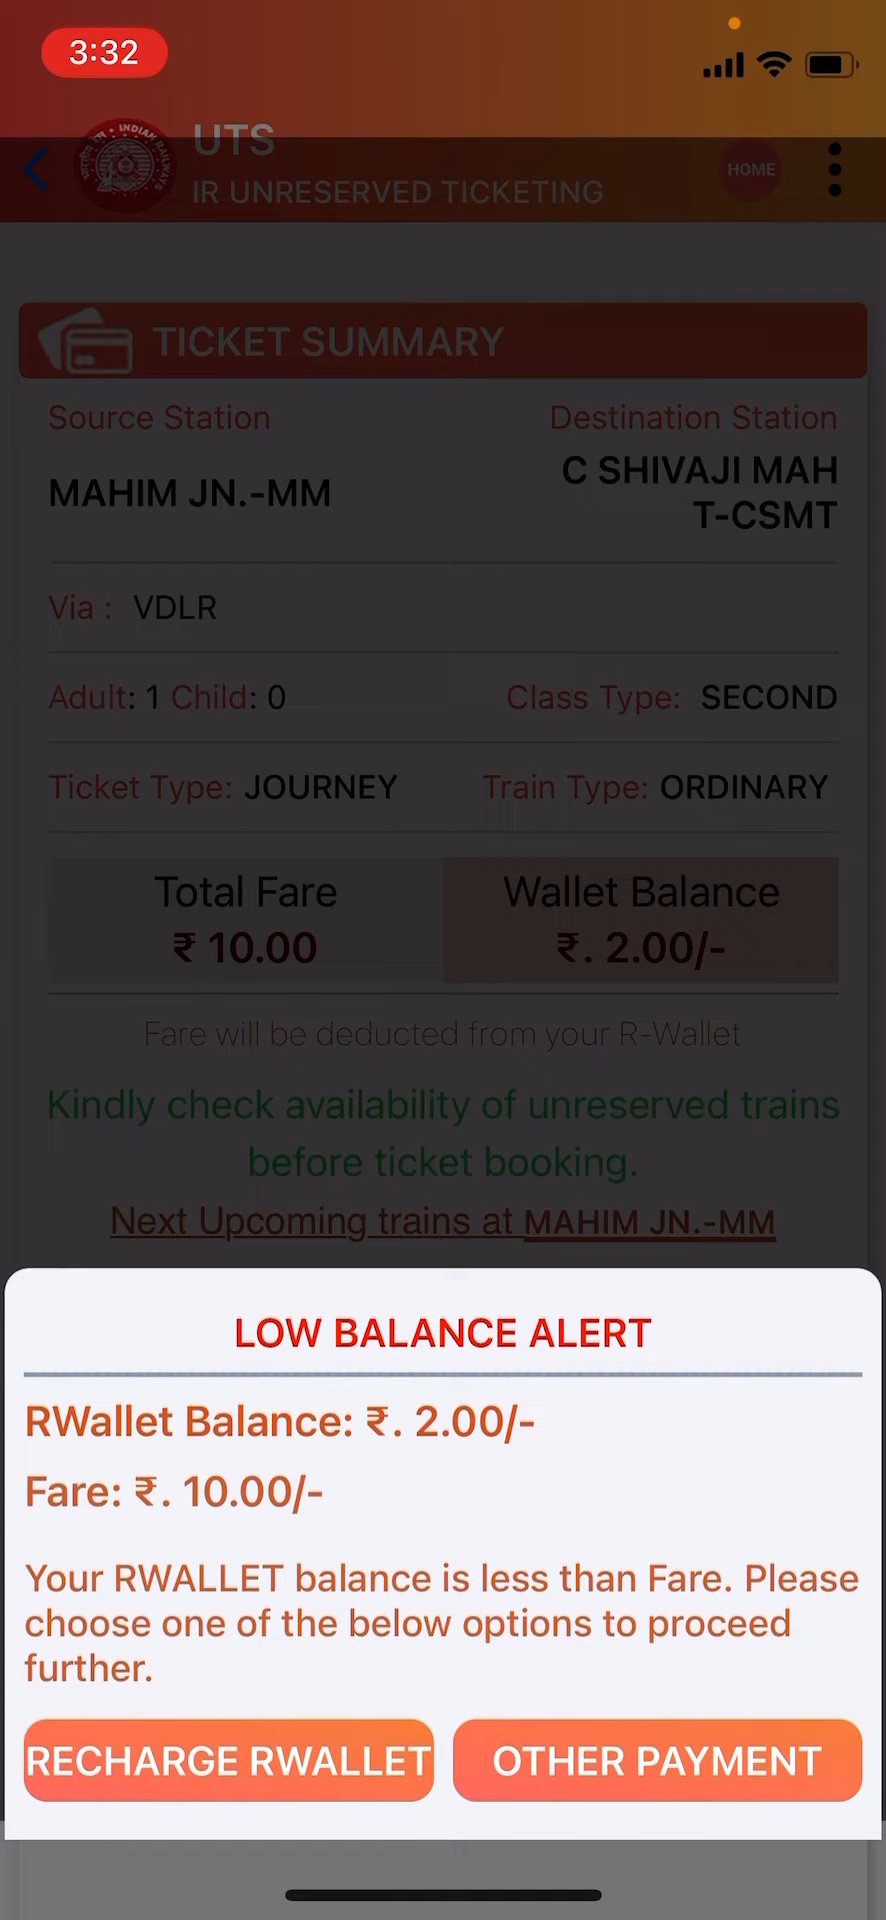 3:32
UTS
IR UNRESERVED TICKETING
HOME
INDIAN RAILWAYS
TICKET SUMMARY
Source Station
Destination Station
MAHIM JN.-MM
C SHIVAJI MAH
T-CSMT
Via : VDLR
Adult: 1 Child: 0
Class Type: SECOND
Ticket Type: JOURNEY
Train Type: ORDINARY
Total Fare
Wallet Balance
₹ 10.00
₹. 2.00/-
Fare will be deducted from your R-Wallet
Kindly check availability of unreserved trains
before ticket booking.
Next Upcoming trains at MAHIM JN.-MM
LOW BALANCE ALERT
RWallet Balance: ₹. 2.00/-
Fare: ₹. 10.00/-
Your RWALLET balance is less than Fare. Please
choose one of the below options to proceed
further.
RECHARGE RWALLET
OTHER PAYMENT